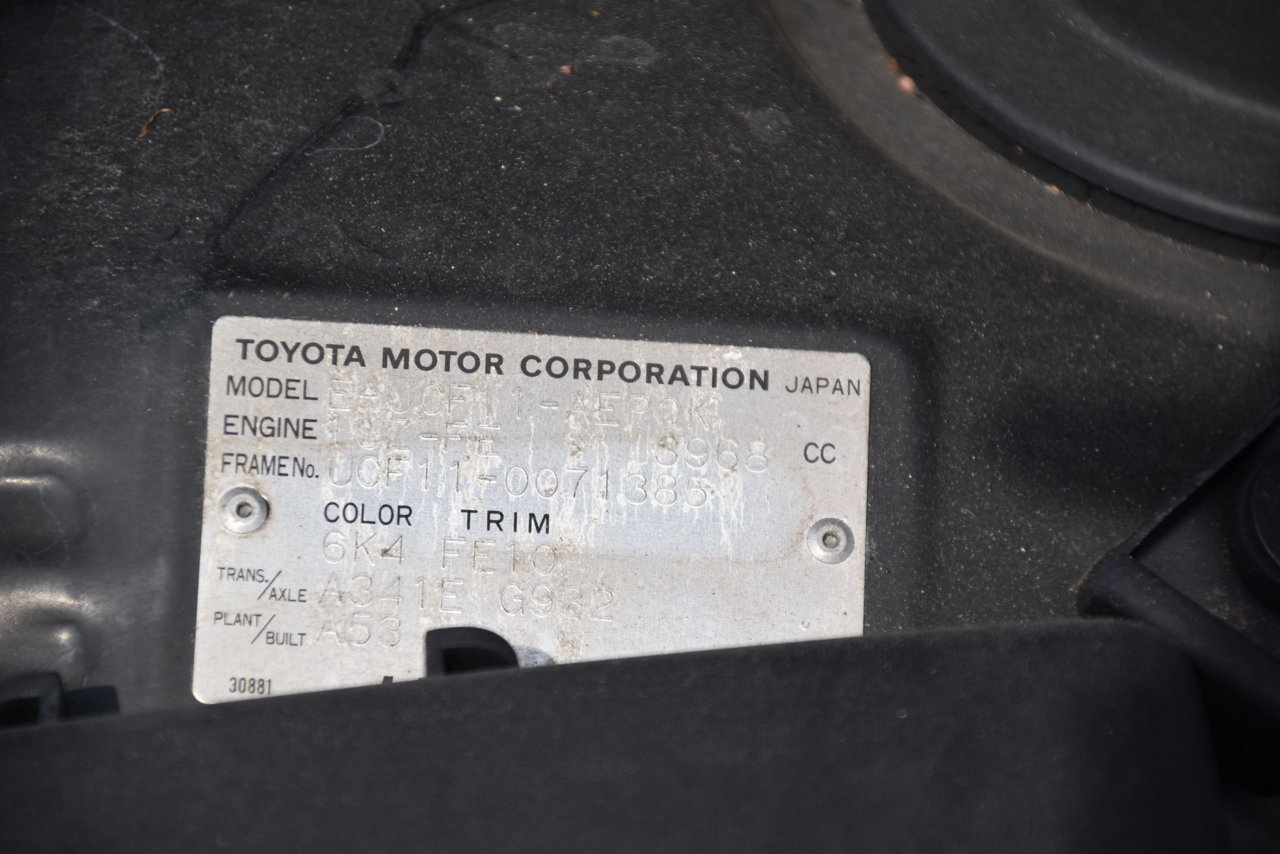 TOYOTA MOTOR CORPORATION JAPAN
MODEL
ENGINE 3968 CC
FRAME No. UCF11-0071385
COLOR TRIM
6K4 FE10
TRANS./AXLE A341E G932
PLANT/BUILT A53
30881